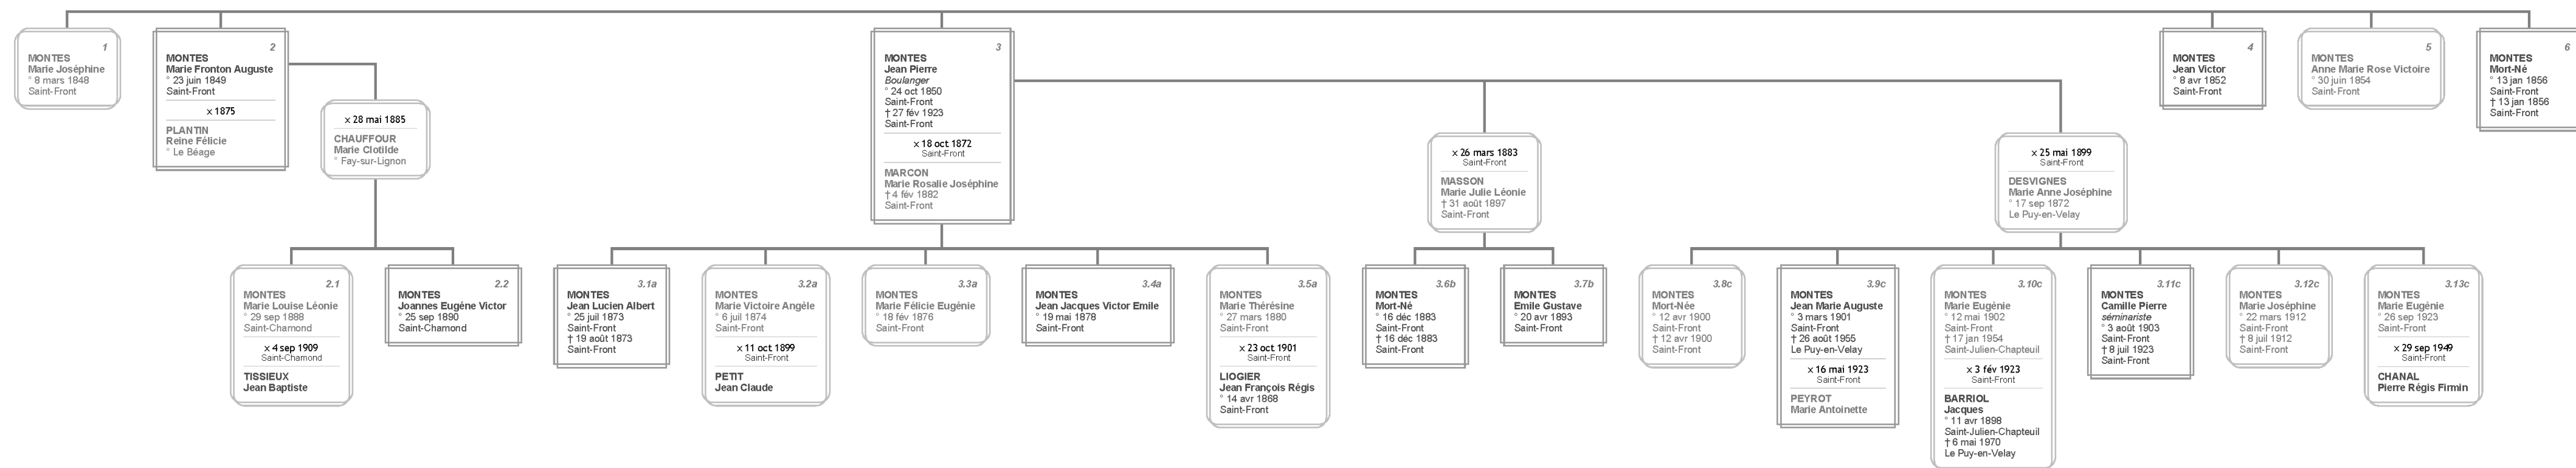 1
MONTES
Marie Joséphine
° 8 mars 1848
Saint-Front
2
MONTES
Marie Fronton Auguste
° 23 juin 1849
Saint-Front
x 1875
PLANTIN
Reine Félicie
° Le Béage
x 28 mai 1885
CHAUFFOUR
Marie Clotilde
° Fay-sur-Lignon
3
MONTES
Jean Pierre
Boulanger
° 24 oct 1850
Saint-Front
† 27 fév 1923
Saint-Front
x 18 oct 1872
Saint-Front
MARCON
Marie Rosalie Joséphine
† 4 fév 1882
Saint-Front
x 26 mars 1883
Saint-Front
MASSON
Marie Julie Léonie
† 31 août 1897
Saint-Front
x 25 mai 1899
Saint-Front
DESVIGNES
Marie Anne Joséphine
° 17 sep 1872
Le Puy-en-Velay
4
MONTES
Jean Victor
° 8 avr 1852
Saint-Front
5
MONTES
Anne Marie Rose Victoire
° 30 juin 1854
Saint-Front
6
MONTES
Mort-Né
° 13 jan 1856
Saint-Front
† 13 jan 1856
Saint-Front
2.1
MONTES
Marie Louise Léonie
° 29 sep 1888
Saint-Chamond
x 4 sep 1909
Saint-Chamond
TISSIEUX
Jean Baptiste
2.2
MONTES
Joannes Eugène Victor
° 25 sep 1890
Saint-Chamond
3.1a
MONTES
Jean Lucien Albert
° 25 juil 1873
Saint-Front
† 19 août 1873
Saint-Front
3.2a
MONTES
Marie Victoire Angèle
° 6 juil 1874
Saint-Front
x 11 oct 1899
Saint-Front
PETIT
Jean Claude
3.3a
MONTES
Marie Félicie Eugénie
° 18 fév 1876
Saint-Front
3.4a
MONTES
Jean Jacques Victor Emile
° 19 mai 1878
Saint-Front
3.5a
MONTES
Marie Thérésine
° 27 mars 1880
Saint-Front
x 23 oct 1901
Saint-Front
LIOGIER
Jean François Régis
° 14 avr 1868
Saint-Front
3.6b
MONTES
Mort-Né
° 16 déc 1883
Saint-Front
† 16 déc 1883
Saint-Front
3.7b
MONTES
Emile Gustave
° 20 avr 1893
Saint-Front
3.8c
MONTES
Mort-Née
° 12 avr 1900
Saint-Front
† 12 avr 1900
Saint-Front
3.9c
MONTES
Jean Marie Auguste
° 3 mars 1901
Saint-Front
† 26 août 1955
Le Puy-en-Velay
x 16 mai 1923
Saint-Front
PEYROT
Marie Antoinette
3.10c
MONTES
Marie Eugènie
° 12 mai 1902
Saint-Front
† 17 jan 1954
Saint-Julien-Chapteuil
x 3 fév 1923
Saint-Front
BARRIOL
Jacques
° 11 avr 1898
Saint-Julien-Chapteuil
† 6 mai 1970
Le Puy-en-Velay
3.11c
MONTES
Camille Pierre
séminariste
° 3 août 1903
Saint-Front
† 8 juil 1923
Saint-Front
3.12c
MONTES
Marie Joséphine
° 22 mars 1912
Saint-Front
† 8 juil 1912
Saint-Front
3.13c
MONTES
Marie Eugénie
° 26 sep 1923
Saint-Front
x 29 sep 1949
Saint-Front
CHANAL
Pierre Régis Firmin